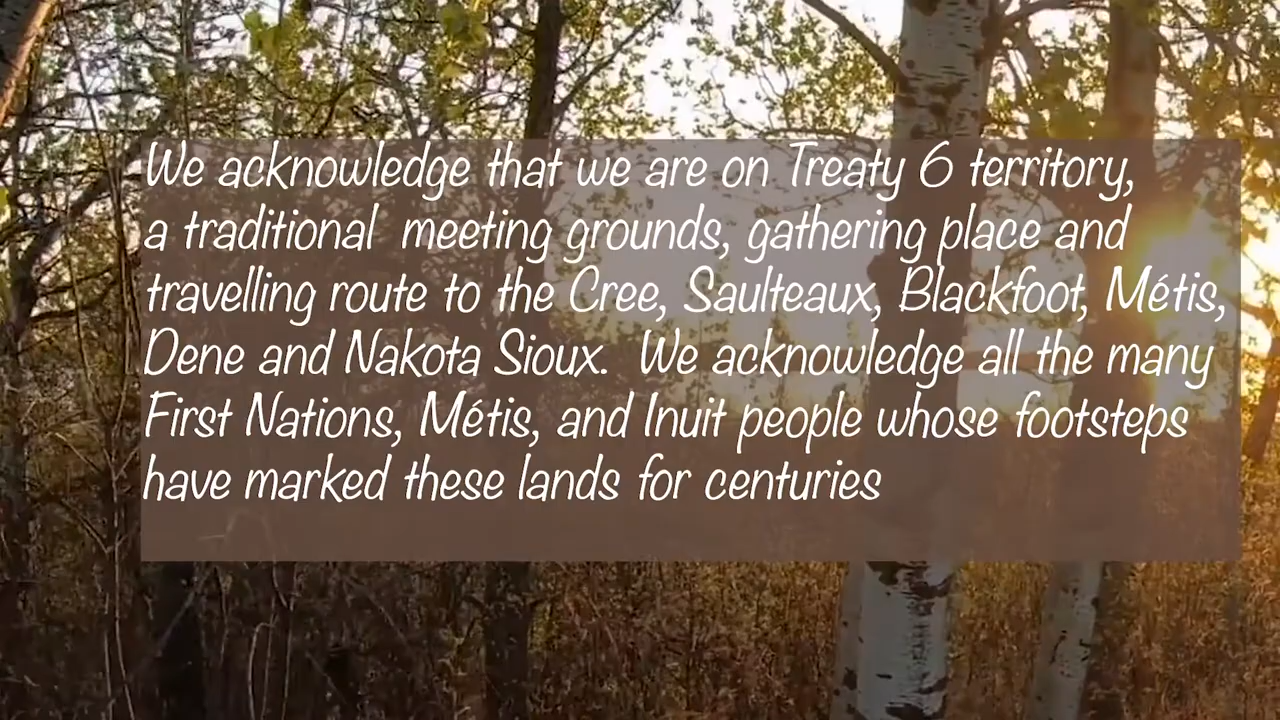 We acknowledge that we are on Treaty 6 territory,
a traditional  meeting grounds, gathering place and
travelling route to the Cree, Saulteaux, Blackfoot, Métis,
Dene and Nakota Sioux.  We acknowledge all the many
First Nations, Métis, and Inuit people whose footsteps
have marked these lands for centuries